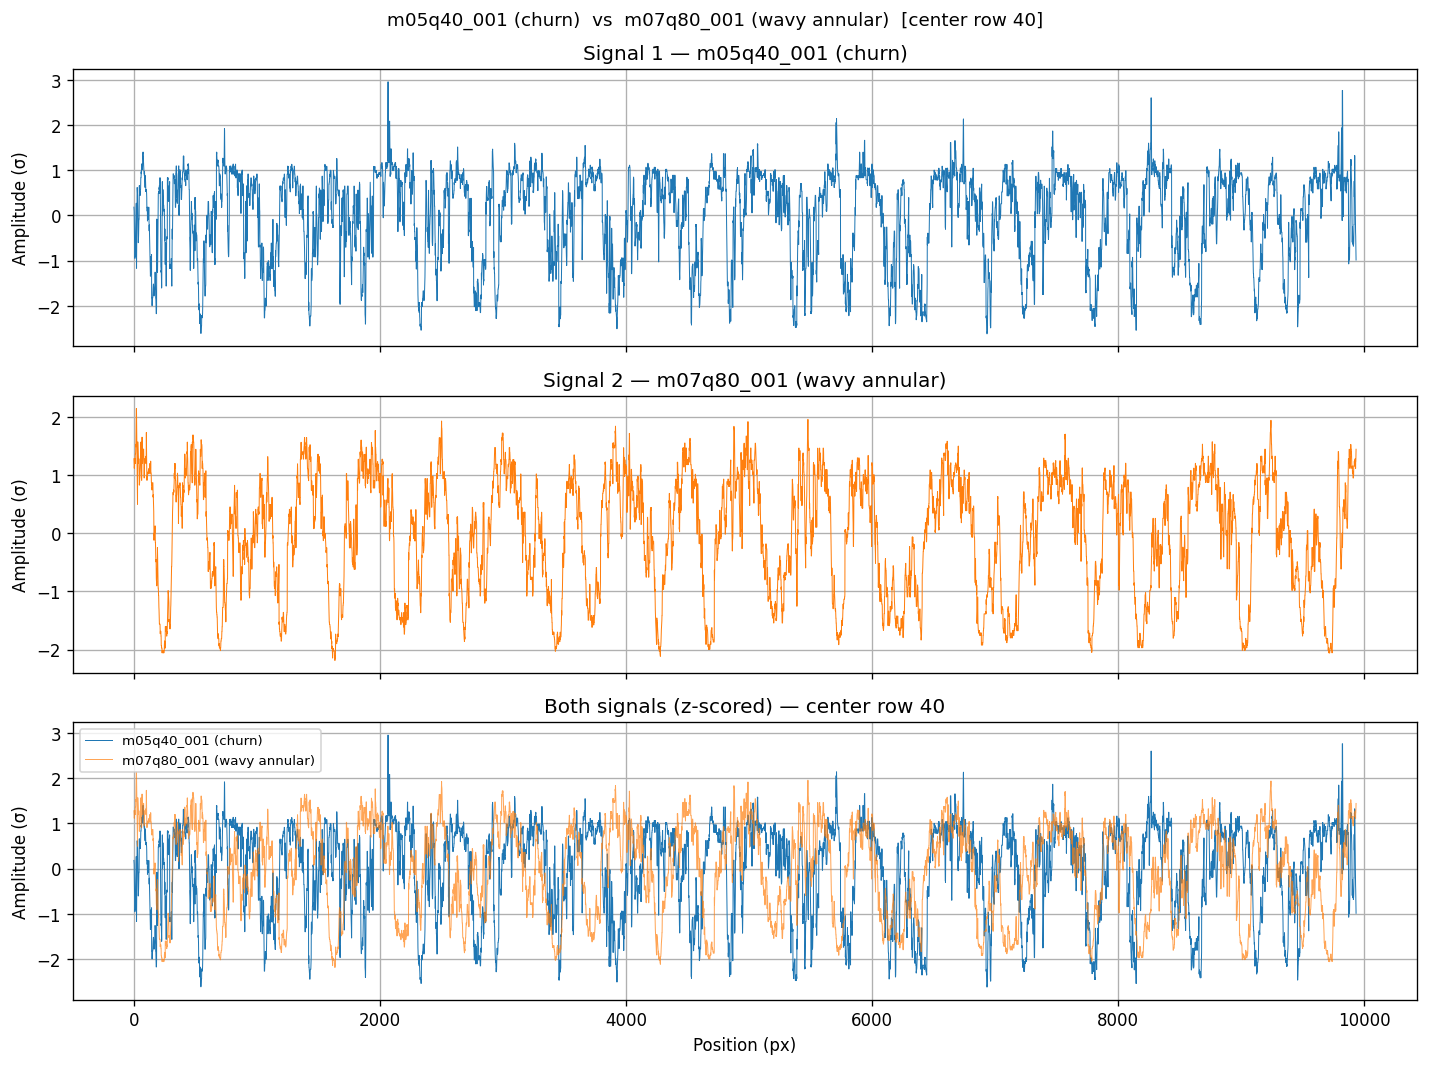 m05q40_001 (churn)  vs  m07q80_001 (wavy annular)  [center row 40]
Signal 1 — m05q40_001 (churn)
3
2
1
0
−1
−2
Amplitude (σ)
Signal 2 — m07q80_001 (wavy annular)
2
1
0
−1
−2
Amplitude (σ)
Both signals (z-scored) — center row 40
m05q40_001 (churn)
m07q80_001 (wavy annular)
3
2
1
0
−1
−2
Amplitude (σ)
0 2000 4000 6000 8000 10000
Position (px)